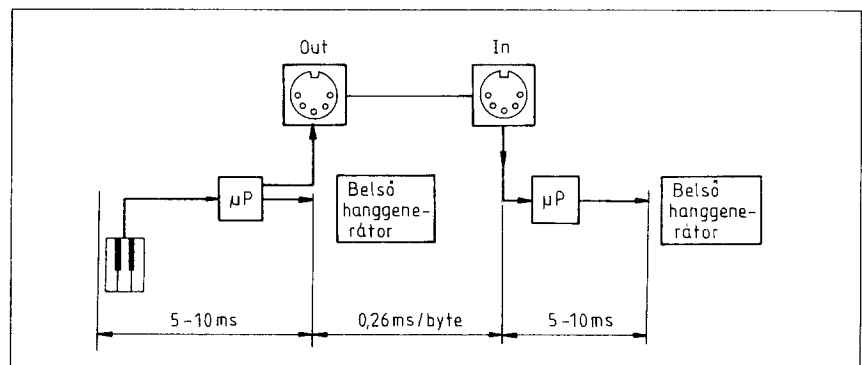 Out
In
µP
Belső
hanggene-
rátor
µP
Belső
hanggene-
rátor
5-10ms
0,26ms/byte
5-10ms